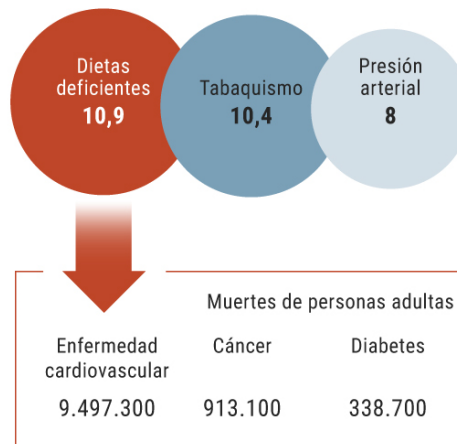 Dietas
deficientes
10,9
Tabaquismo
10,4
Presión
arterial
8
Muertes de personas adultas
Enfermedad
cardiovascular
9.497.300
Cáncer
913.100
Diabetes
338.700